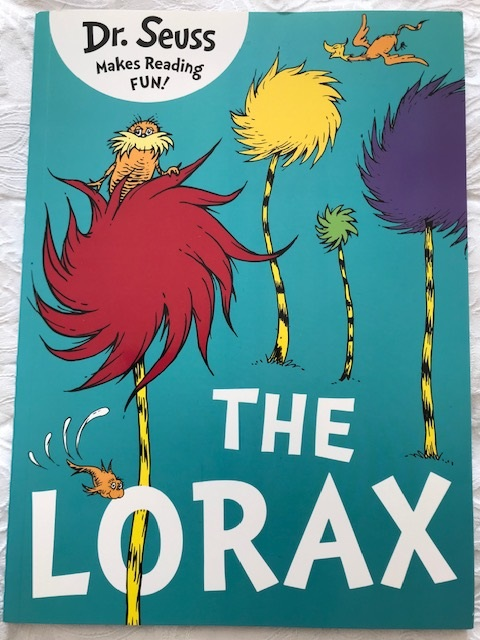 Dr. Seuss
Makes Reading
FUN!
THE
LORAX